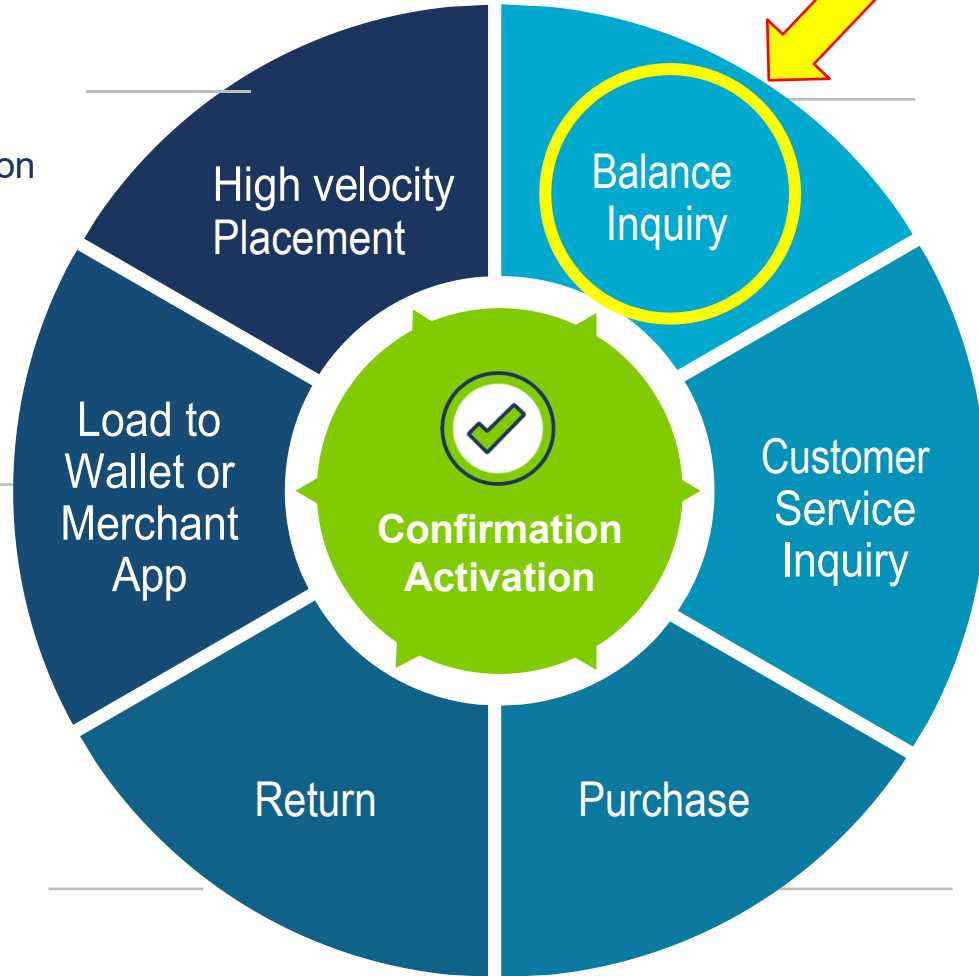 on
High velocity
Placement
Balance
Inquiry
Load to
Wallet or
Merchant
App
Confirmation
Activation
Customer
Service
Inquiry
Return
Purchase